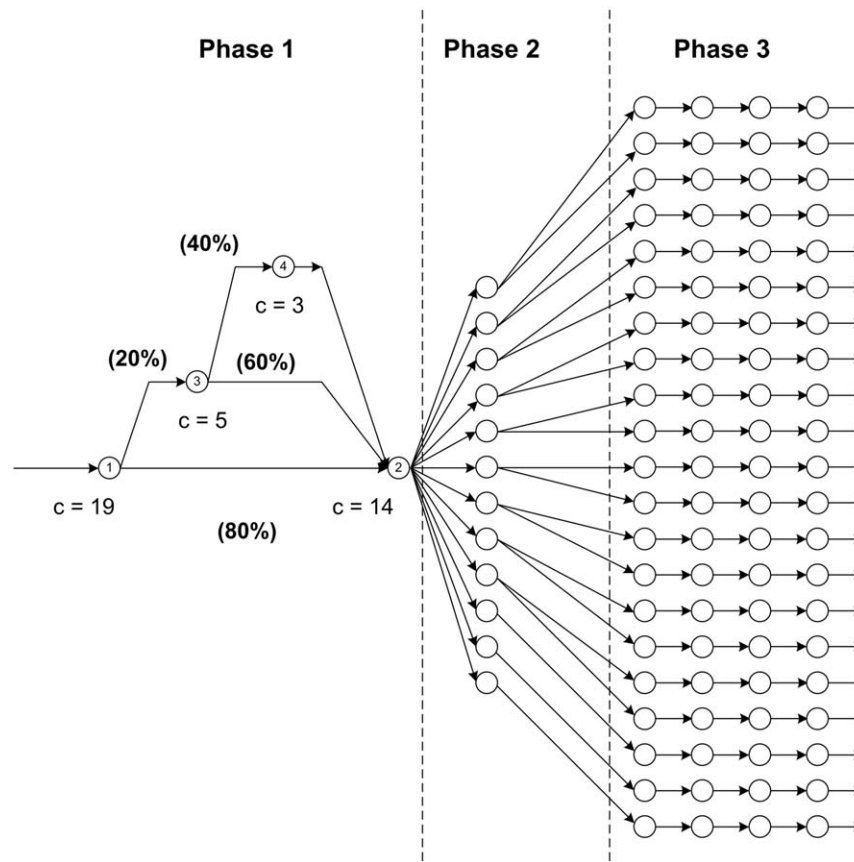 Phase 1
Phase 2
Phase 3
(40%)
4
c = 3
(20%)
(60%)
3
c = 5
1
2
c = 19
c = 14
(80%)